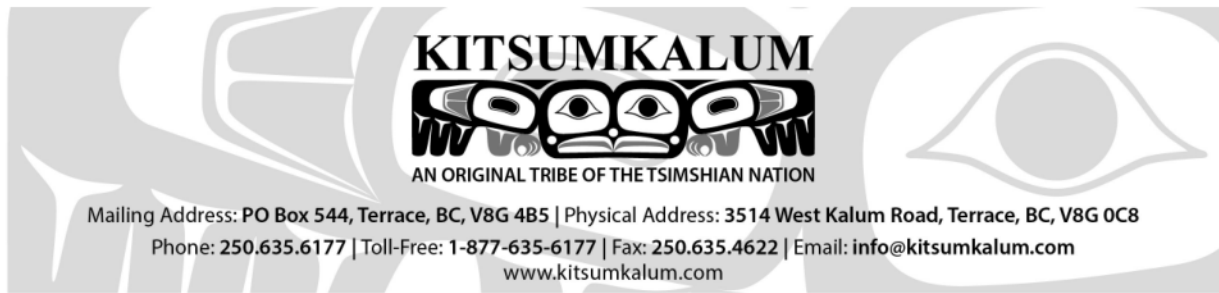 KITSUMKALUM
AN ORIGINAL TRIBE OF THE TSIMSHIAN NATION
Mailing Address: PO Box 544, Terrace, BC, V8G 4B5 | Physical Address: 3514 West Kalum Road, Terrace, BC, V8G 0C8
Phone: 250.635.6177 | Toll-Free: 1-877-635-6177 | Fax: 250.635.4622 | Email: info@kitsumkalum.com
www.kitsumkalum.com